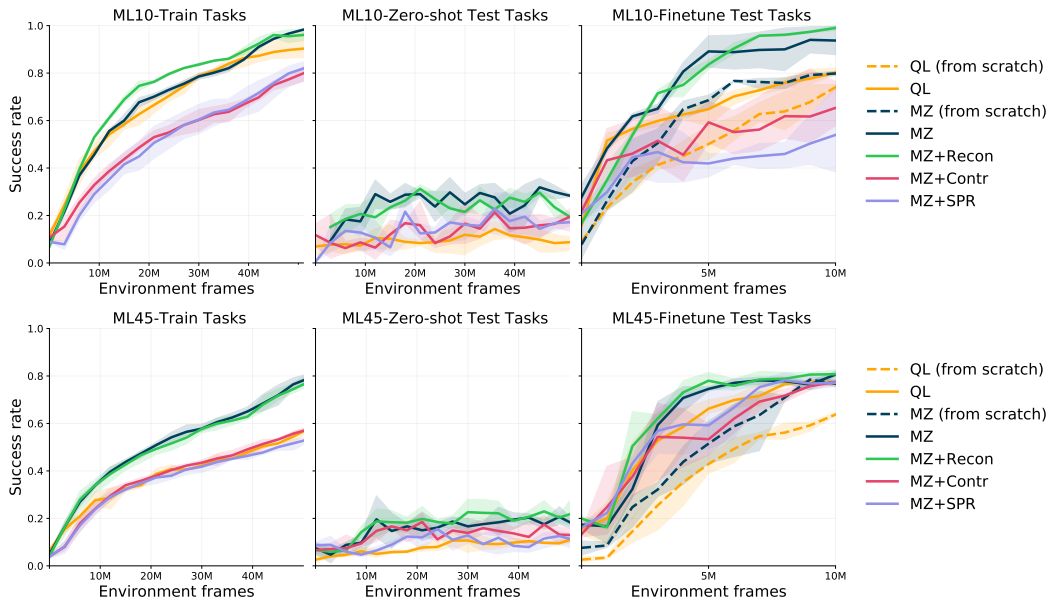 ML10-Train Tasks
ML10-Zero-shot Test Tasks
ML10-Finetune Test Tasks
Success rate
1.0
0.8
0.6
0.4
0.2
0.0
10M 20M 30M 40M
10M 20M 30M 40M
5M 10M
Environment frames
Environment frames
Environment frames
QL (from scratch)
QL
MZ (from scratch)
MZ
MZ+Recon
MZ+Contr
MZ+SPR
ML45-Train Tasks
ML45-Zero-shot Test Tasks
ML45-Finetune Test Tasks
Success rate
1.0
0.8
0.6
0.4
0.2
0.0
10M 20M 30M 40M
10M 20M 30M 40M
5M 10M
Environment frames
Environment frames
Environment frames
QL (from scratch)
QL
MZ (from scratch)
MZ
MZ+Recon
MZ+Contr
MZ+SPR